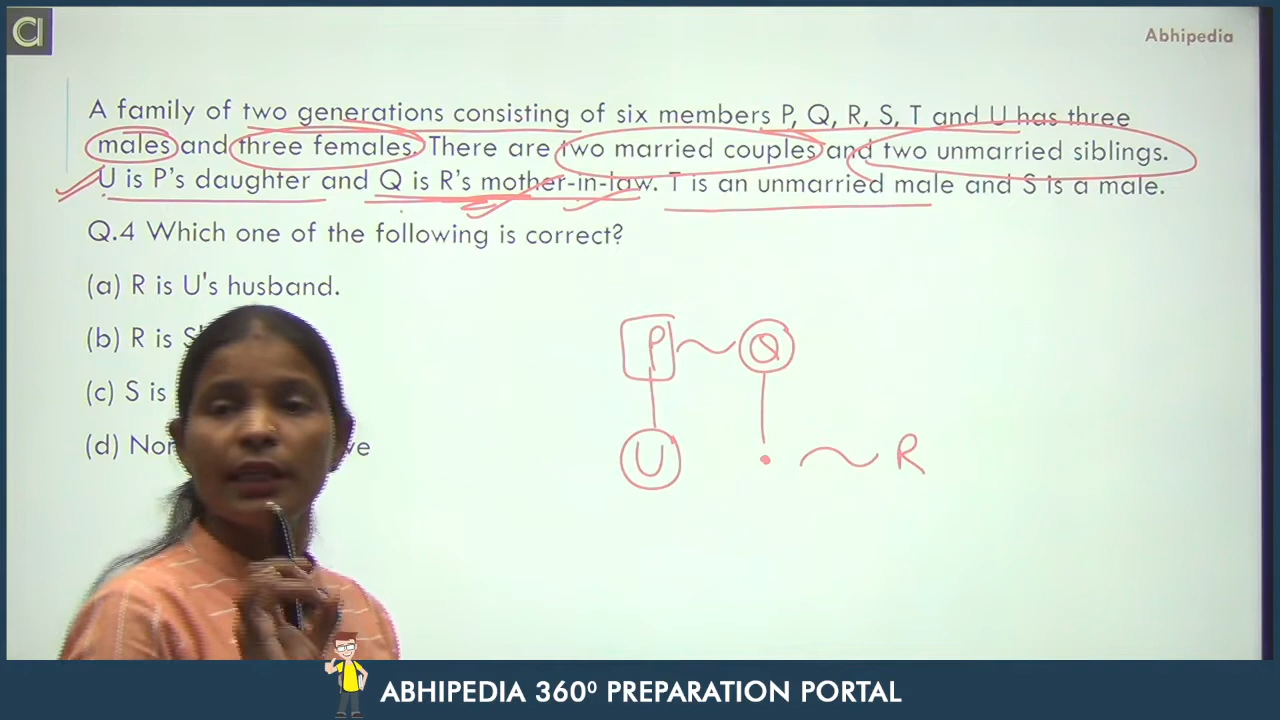 Abhipedia
A family of two generations consisting of six members P, Q, R, S, T and U has three
males and three females. There are two married couples and two unmarried siblings.
U is P's daughter and Q is R's mother-in-law. T is an unmarried male and S is a male.
Q.4 Which one of the following is correct?
(a) R is U's husband.
(b) R is
(c) S is
(d)
P Q
U R
ABHIPEDIA 360⁰ PREPARATION PORTAL